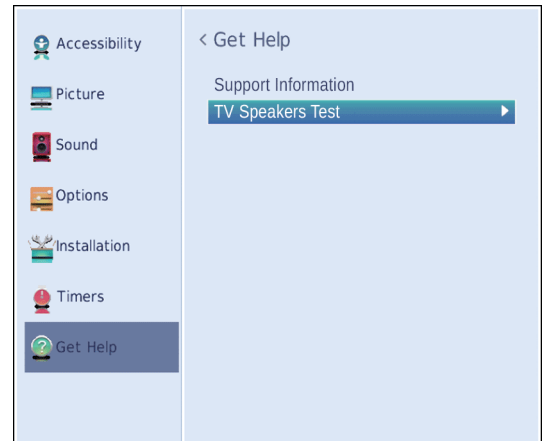 Accessibility
Picture
Sound
Options
Installation
Timers
Get Help
< Get Help
Support Information
TV Speakers Test